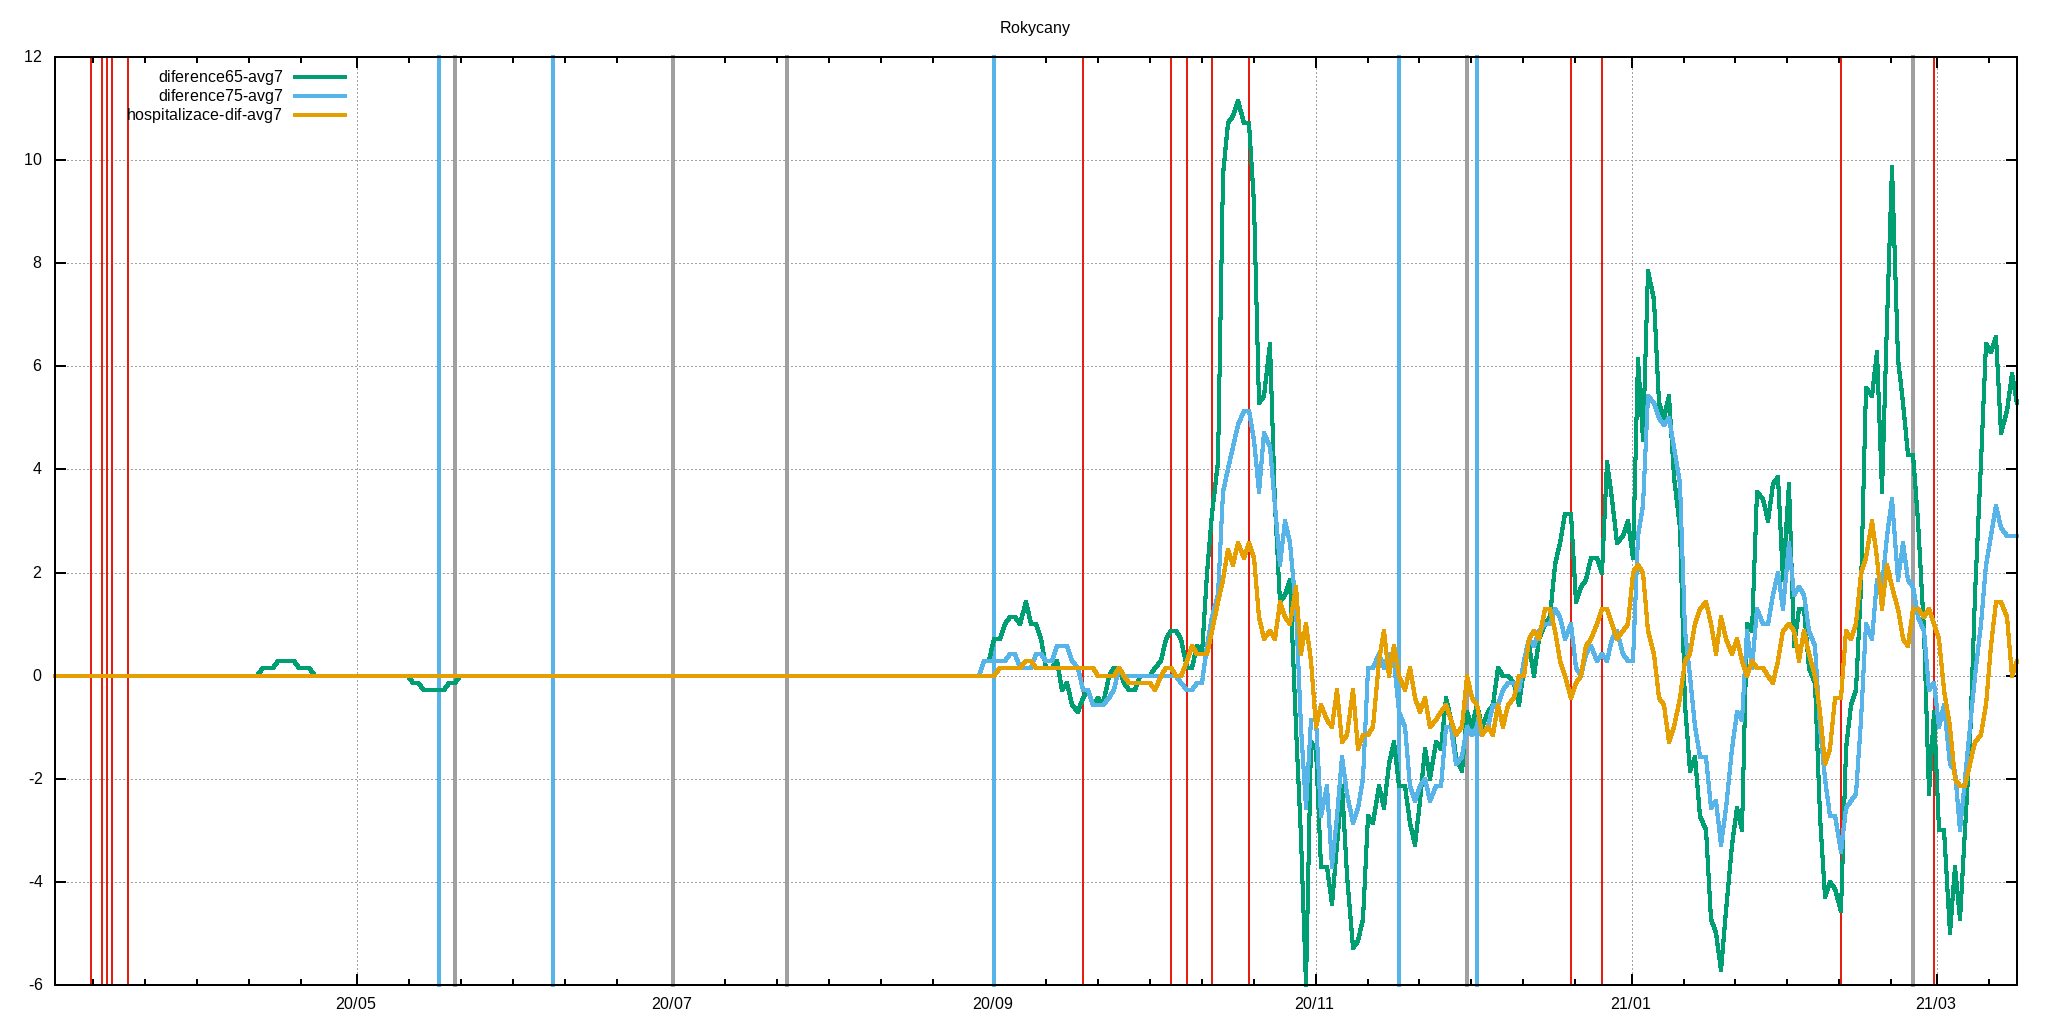 Rokycany
diference65-avg7
diference75-avg7
hospitalizace-dif-avg7
12
10
8
6
4
2
0
-2
-4
-6
20/05 20/07 20/09 20/11 21/01 21/03